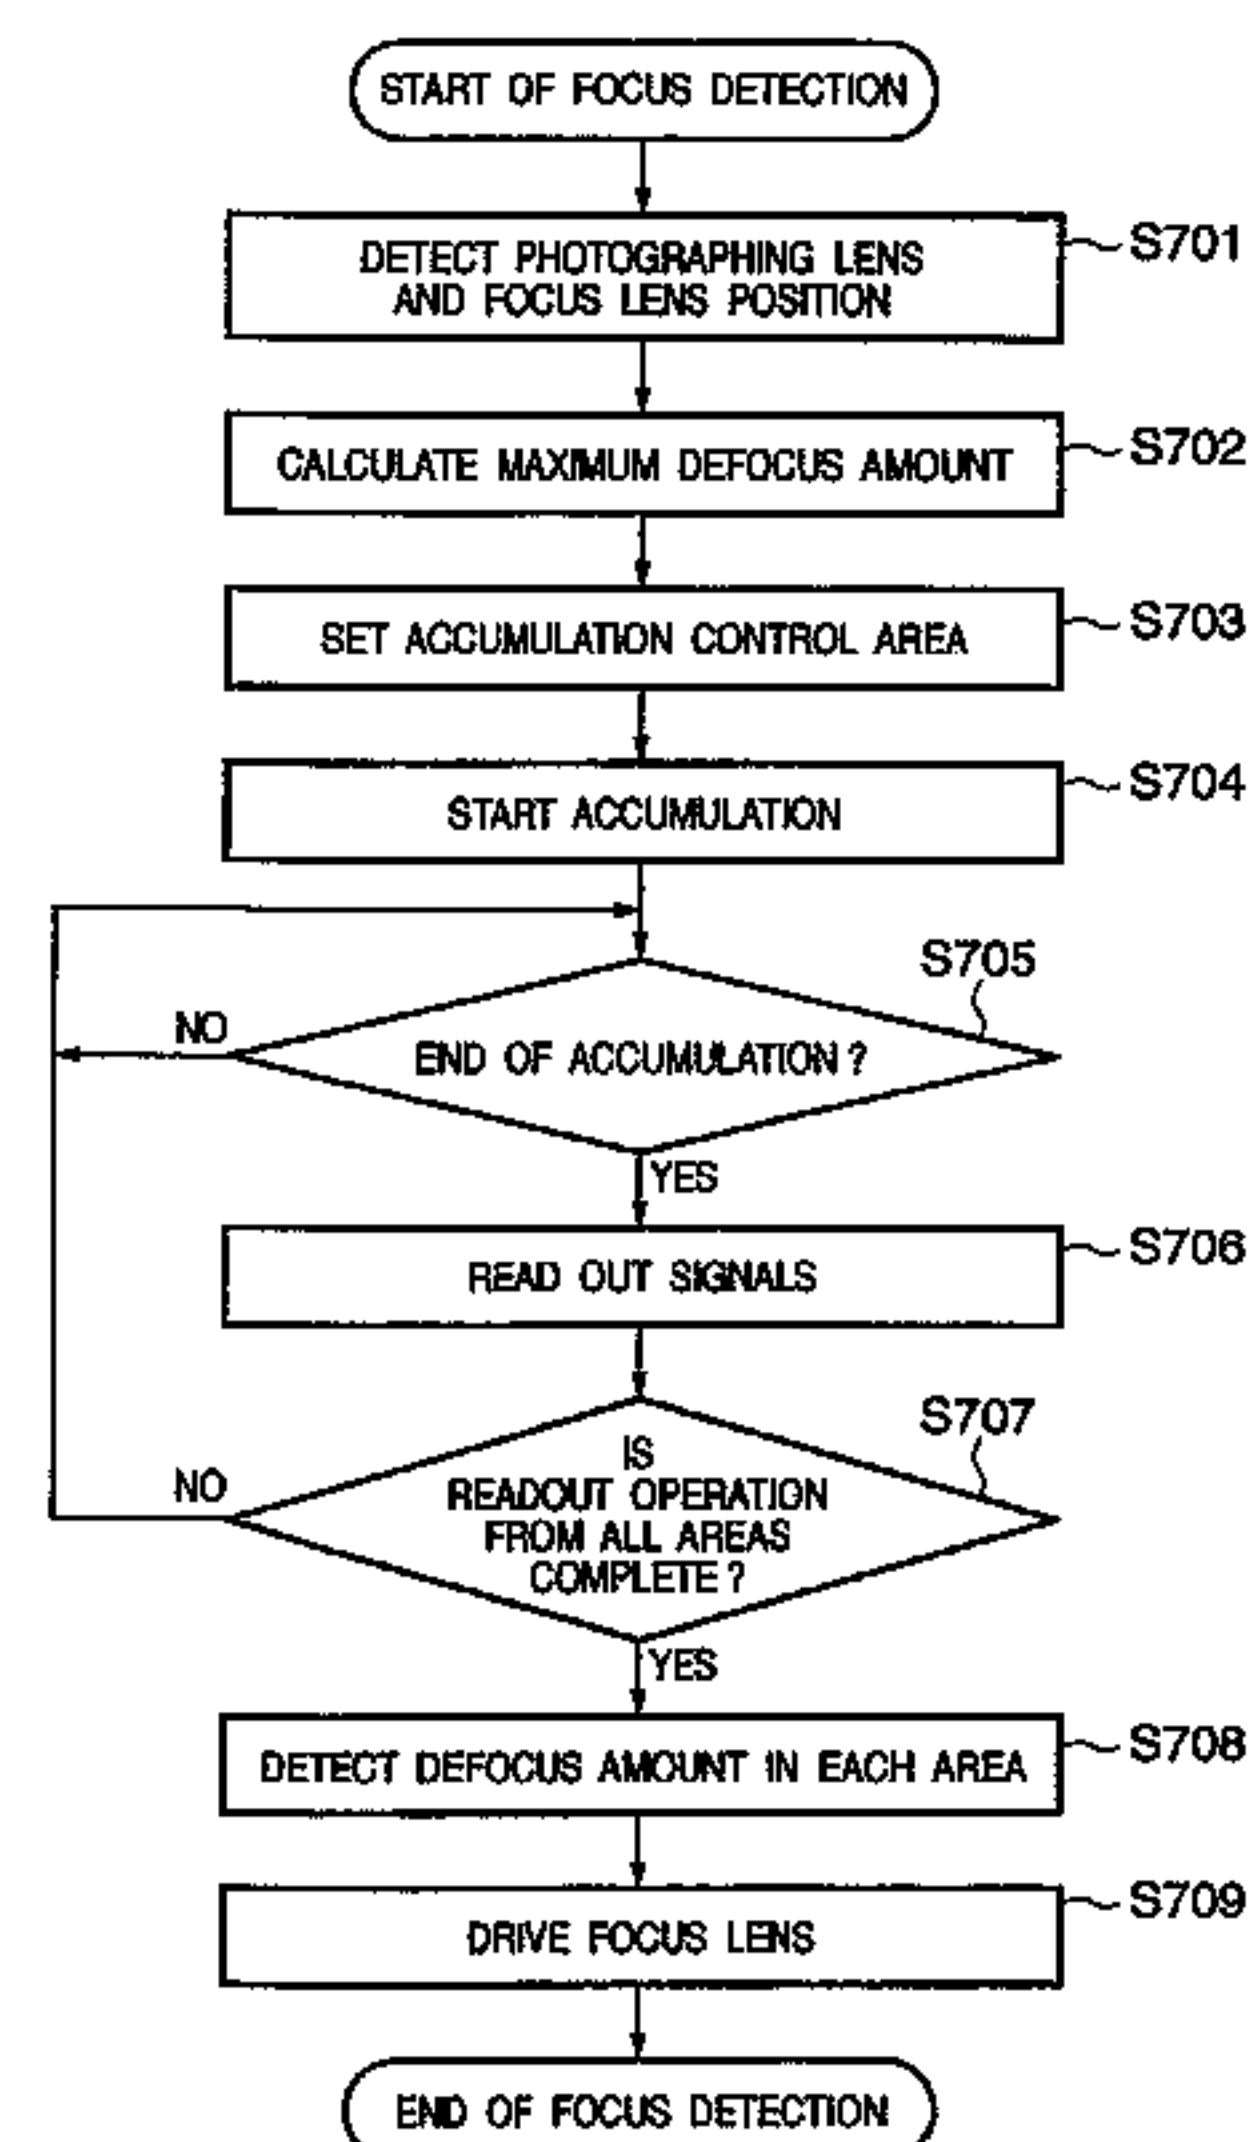 START OF FOCUS DETECTION
DETECT PHOTOGRAPHING LENS
AND FOCUS LENS POSITION
S701
CALCULATE MAXIMUM DEFOCUS AMOUNT
S702
SET ACCUMULATION CONTROL AREA
S703
START ACCUMULATION
S704
S705
NO
END OF ACCUMULATION ?
YES
READ OUT SIGNALS
S706
S707
NO
IS
READOUT OPERATION
FROM ALL AREAS
COMPLETE ?
YES
DETECT DEFOCUS AMOUNT IN EACH AREA
S708
DRIVE FOCUS LENS
S709
END OF FOCUS DETECTION